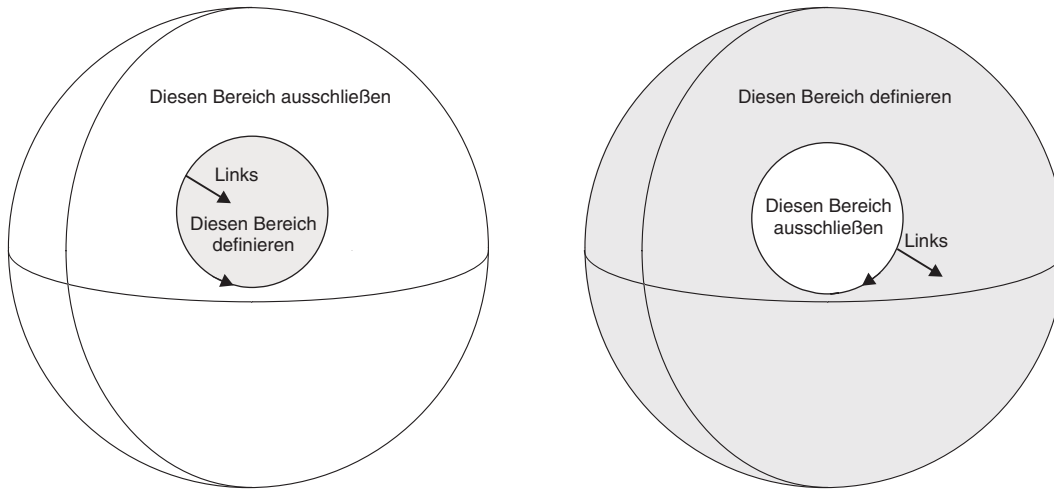 Diesen Bereich ausschließen
Links
Diesen Bereich
definieren
Diesen Bereich definieren
Diesen Bereich
ausschließen
Links